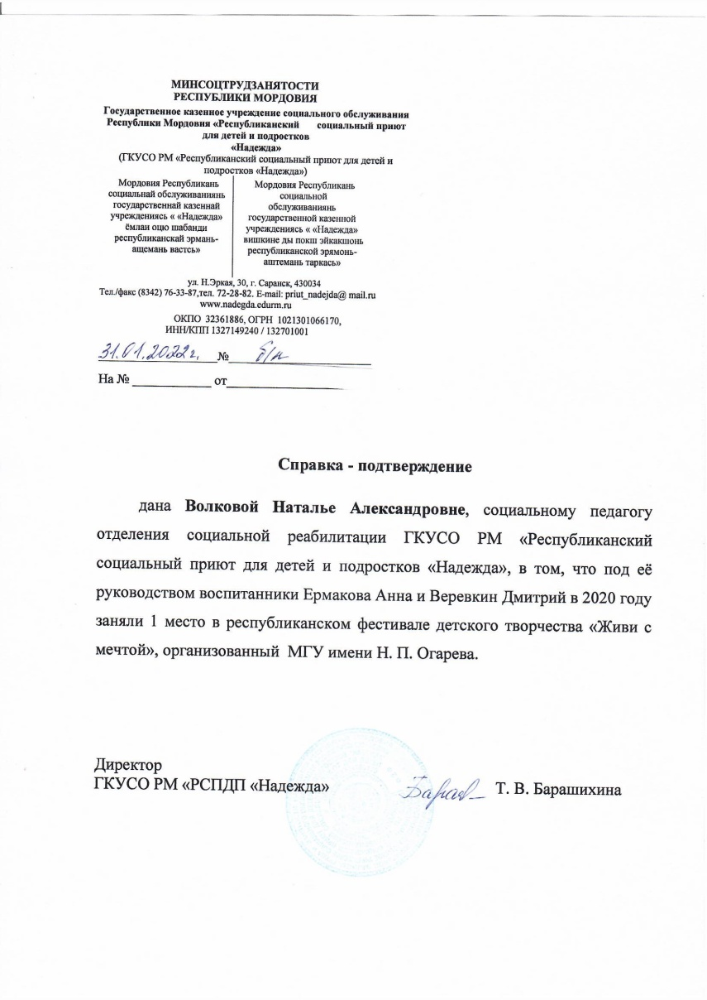 МИНСОЦТРУДЗАНЯТОСТИ
РЕСПУБЛИКИ МОРДОВИЯ
Государственное казенное учреждение социального обслуживания
Республики Мордовия «Республиканский социальный приют
для детей и подростков
«Надежда»
(ГКУСО РМ «Республиканский социальный приют для детей и
подростков «Надежда»)
Мордовия Республикань
социальнай обслуживаниянь
государственнай казеннай
учреждениясь « «Надежда»
ёмлаи оцю шабанди
республиканскай эрмань-
ащемань вастсь»
Мордовия Республикань
социальной
обслуживаниянь
государственной казенной
учреждениясь « «Надежда»
вишкине ды покш эйкакшонь
республиканской эрямонь-
аштемань таркась»
ул. Н.Эркая, 30, г. Саранск, 430034
Тел./факс (8342) 76-33-87,тел. 72-28-82. E-mail: priut_nadejda@ mail.ru
www.nadegda.edurm.ru
ОКПО 32361886, ОГРН 1021301066170,
ИНН/КПП 1327149240 / 132701001
31.01.2022г. № б/н
На № от
Справка - подтверждение
дана Волковой Наталье Александровне, социальному педагогу
отделения социальной реабилитации ГКУСО РМ «Республиканский
социальный приют для детей и подростков «Надежда», в том, что под её
руководством воспитанники Ермакова Анна и Веревкин Дмитрий в 2020 году
заняли 1 место в республиканском фестивале детского творчества «Живи с
мечтой», организованный МГУ имени Н. П. Огарева.
Директор
ГКУСО РМ «РСПДП «Надежда» Т. В. Барашихина